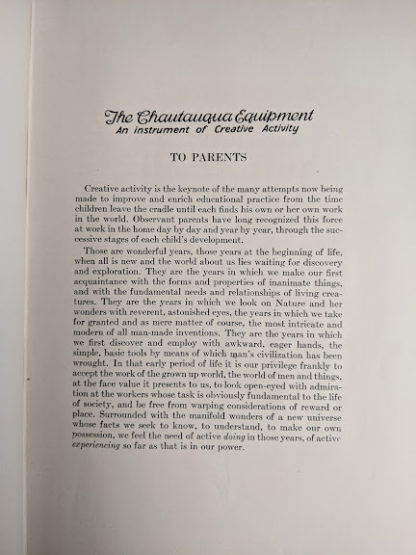 The Chautauqua Equipment
An instrument of Creative Activity
TO PARENTS
Creative activity is the keynote of the many attempts now being
made to improve and enrich educational practice from the time
children leave the cradle until each finds his own or her own work
in the world. Observant parents have long recognized this force
at work in the home day by day and year by year, through the suc-
cessive stages of each child's development.
Those are wonderful years, those years at the beginning of life,
when all is new and the world about us lies waiting for discovery
and exploration. They are the years in which we make our first
acquaintance with the forms and properties of inanimate things,
and with the fundamental needs and relationships of living crea-
tures. They are the years in which we look on Nature and her
wonders with reverent, astonished eyes, the years in which we take
for granted and as mere matter of course, the most intricate and
modern of all man-made inventions. They are the years in which
we first discover and employ with awkward, eager hands, the
simple, basic tools by means of which man's civilization has been
wrought. In that early period of life it is our privilege frankly to
accept the work of the grown up world, the world of men and things,
at the face value it presents to us, to look open-eyed with admira-
tion at the workers whose task is obviously fundamental to the life
of society, and be free from warping considerations of reward or
place. Surrounded with the manifold wonders of a new universe
whose facts we seek to know, to understand, to make our own
possession, we feel the need of active doing in those years, of active
experiencing so far as that is in our power.